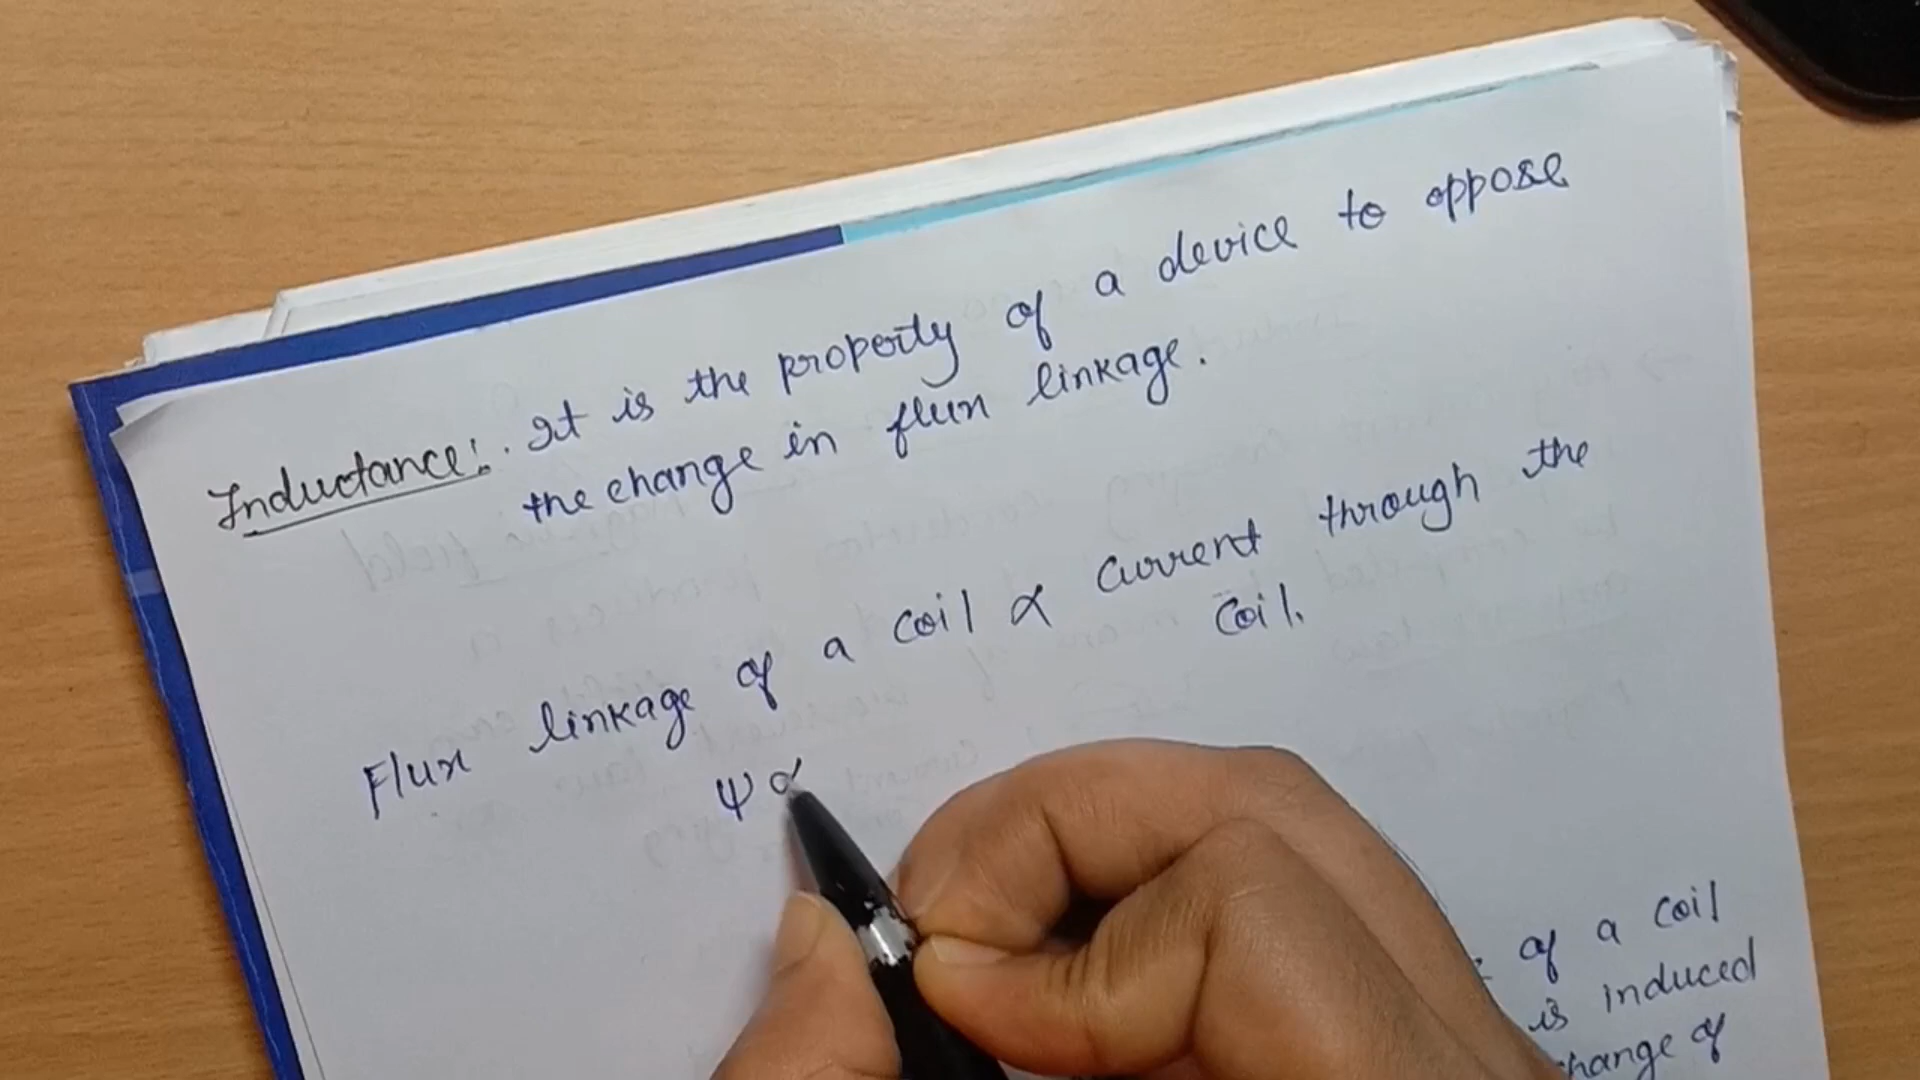 Inductance:. It is the property of a device to oppose
the change in flux linkage.
Flux linkage of a coil ∝ current through the
coil.
ψ ∝
of a coil
is induced
change of